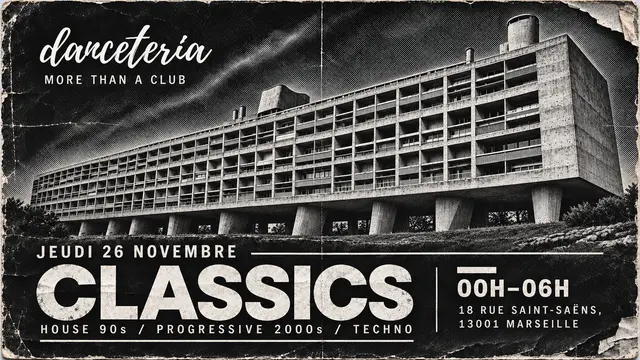 danceteria
MORE THAN A CLUB
JEUDI 26 NOVEMBRE
CLASSICS
HOUSE 90s / PROGRESSIVE 2000s / TECHNO
00H–06H
18 RUE SAINT-SAËNS,
13001 MARSEILLE